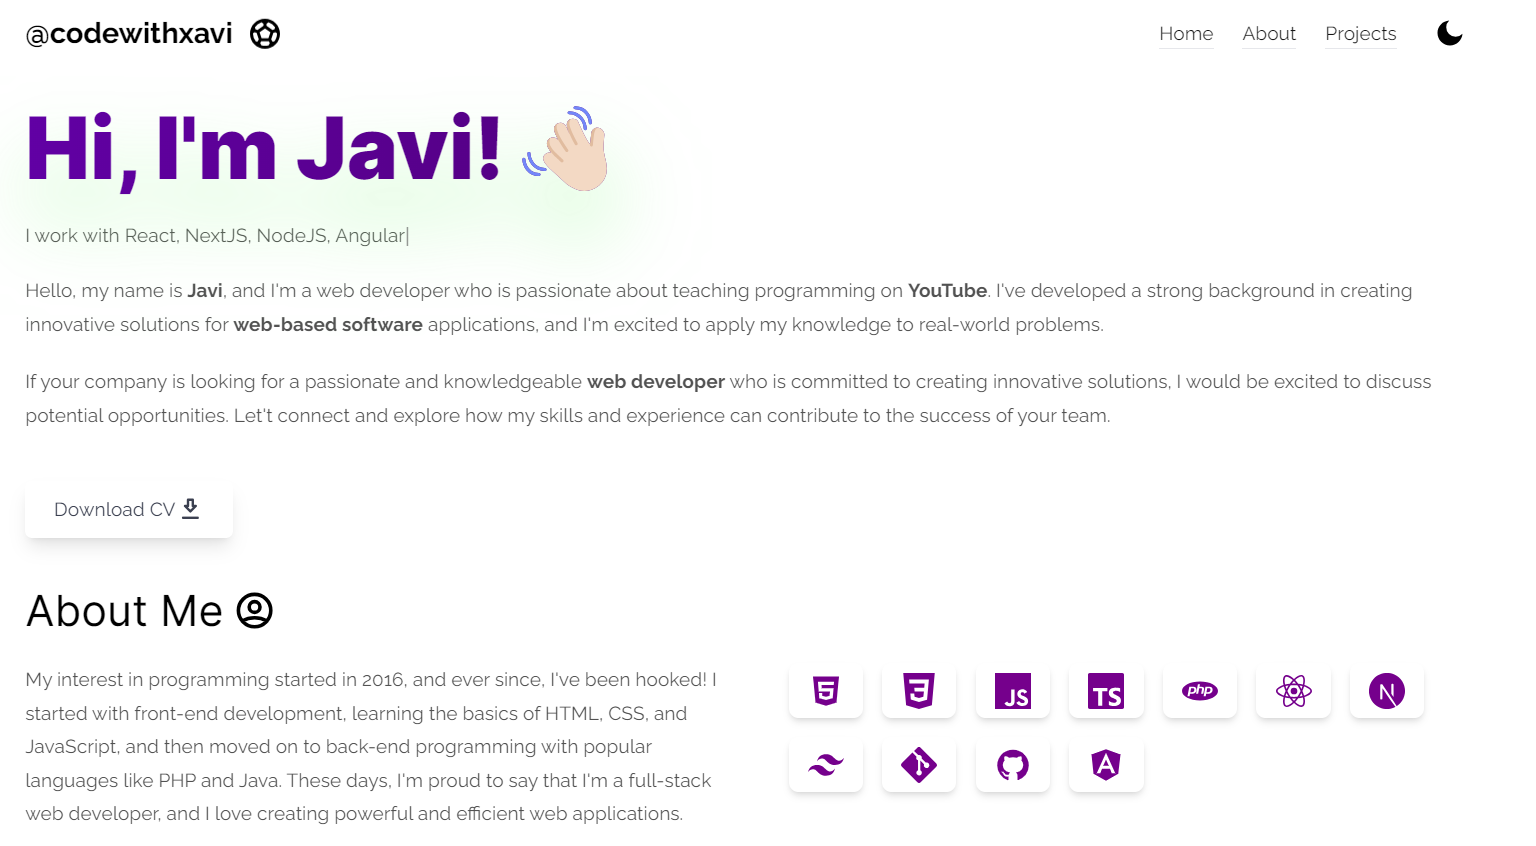 @codewithxavi
Home About Projects
Hi, I'm Javi!
I work with React, NextJS, NodeJS, Angular|
Hello, my name is Javi, and I'm a web developer who is passionate about teaching programming on YouTube. I've developed a strong background in creating
innovative solutions for web-based software applications, and I'm excited to apply my knowledge to real-world problems.
If your company is looking for a passionate and knowledgeable web developer who is committed to creating innovative solutions, I would be excited to discuss
potential opportunities. Let't connect and explore how my skills and experience can contribute to the success of your team.
Download CV
About Me
My interest in programming started in 2016, and ever since, I've been hooked! I
started with front-end development, learning the basics of HTML, CSS, and
JavaScript, and then moved on to back-end programming with popular
languages like PHP and Java. These days, I'm proud to say that I'm a full-stack
web developer, and I love creating powerful and efficient web applications.
5 3 JS TS php N
A